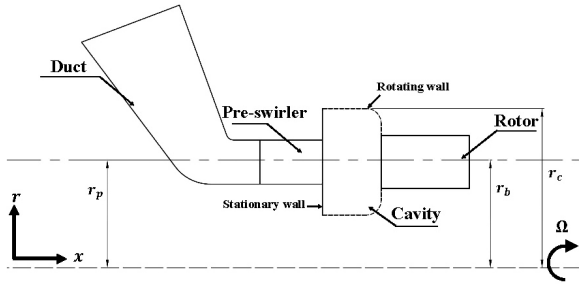 Duct
Rotating wall
Pre-swirler
Rotor
r_p
r_b
r_c
Stationary wall
Cavity
r
x
Ω